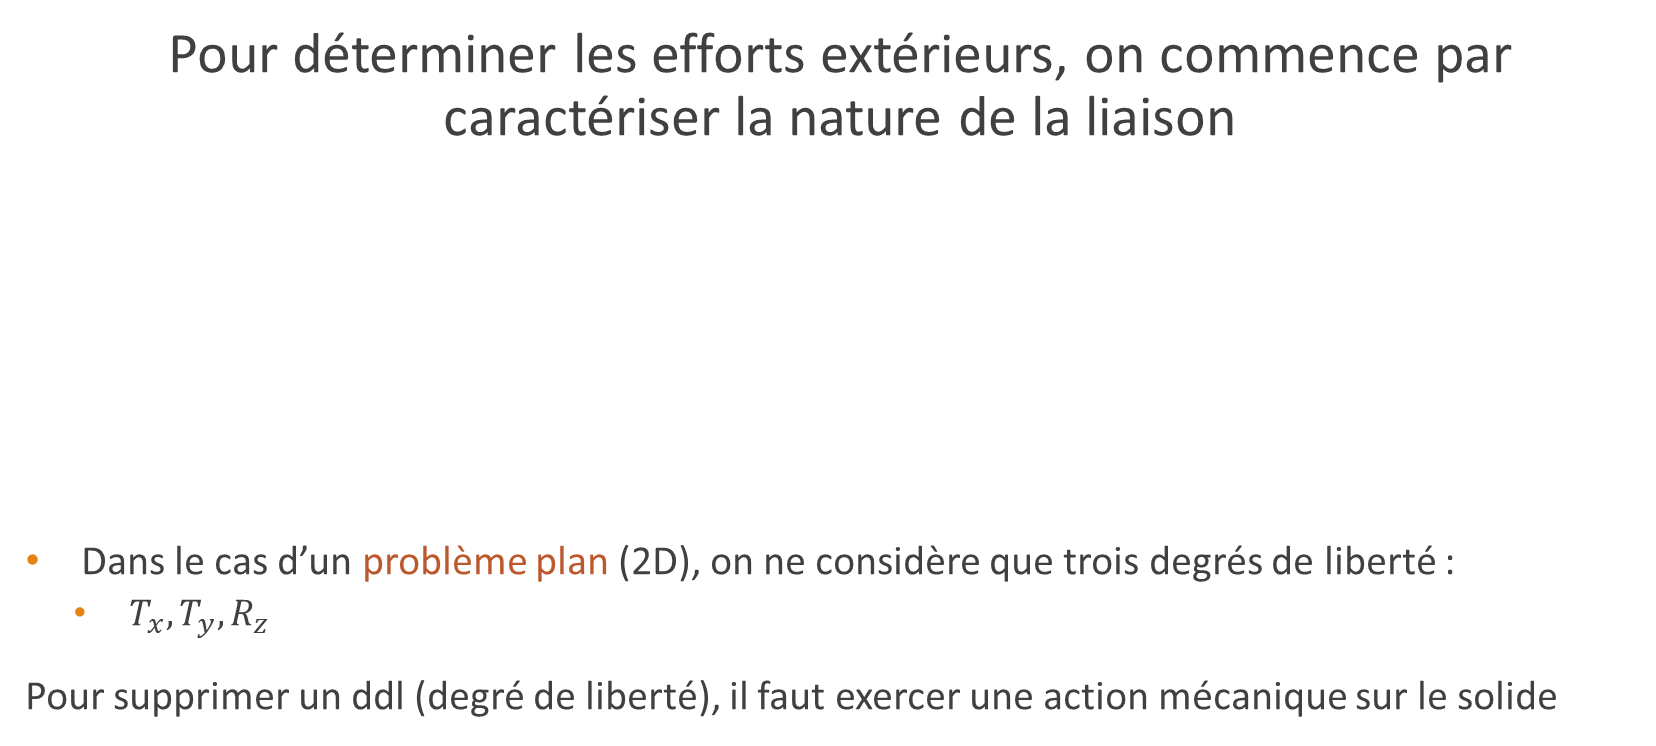 Pour déterminer les efforts extérieurs, on commence par
caractériser la nature de la liaison
• Dans le cas d’un problème plan (2D), on ne considère que trois degrés de liberté :
• Tₓ, T_y, R_z
Pour supprimer un ddl (degré de liberté), il faut exercer une action mécanique sur le solide